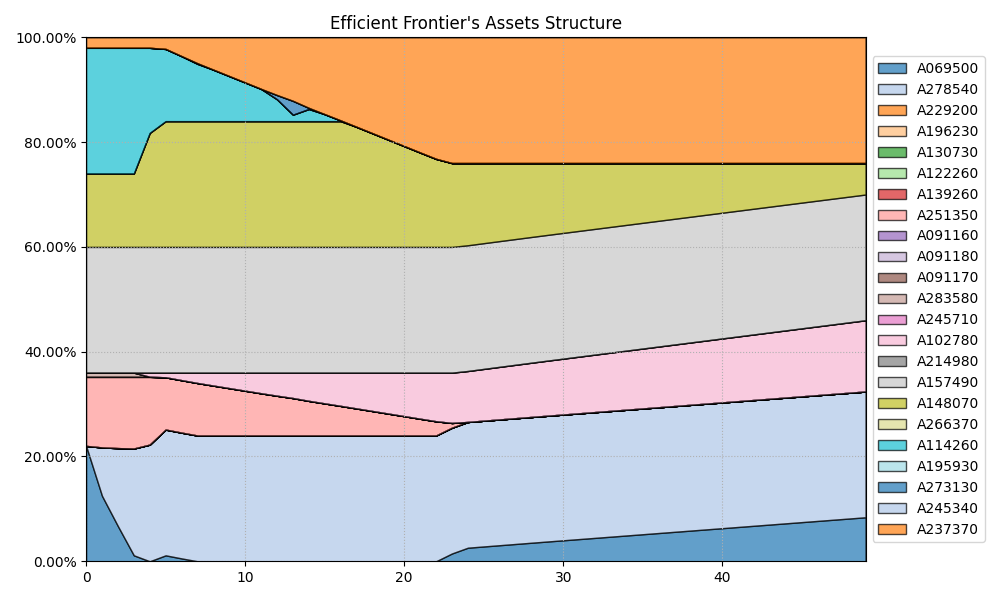 Efficient Frontier's Assets Structure
100.00%
80.00%
60.00%
40.00%
20.00%
0.00%
0
10
20
30
40
A069500
A278540
A229200
A196230
A130730
A122260
A139260
A251350
A091160
A091180
A091170
A283580
A245710
A102780
A214980
A157490
A148070
A266370
A114260
A195930
A273130
A245340
A237370